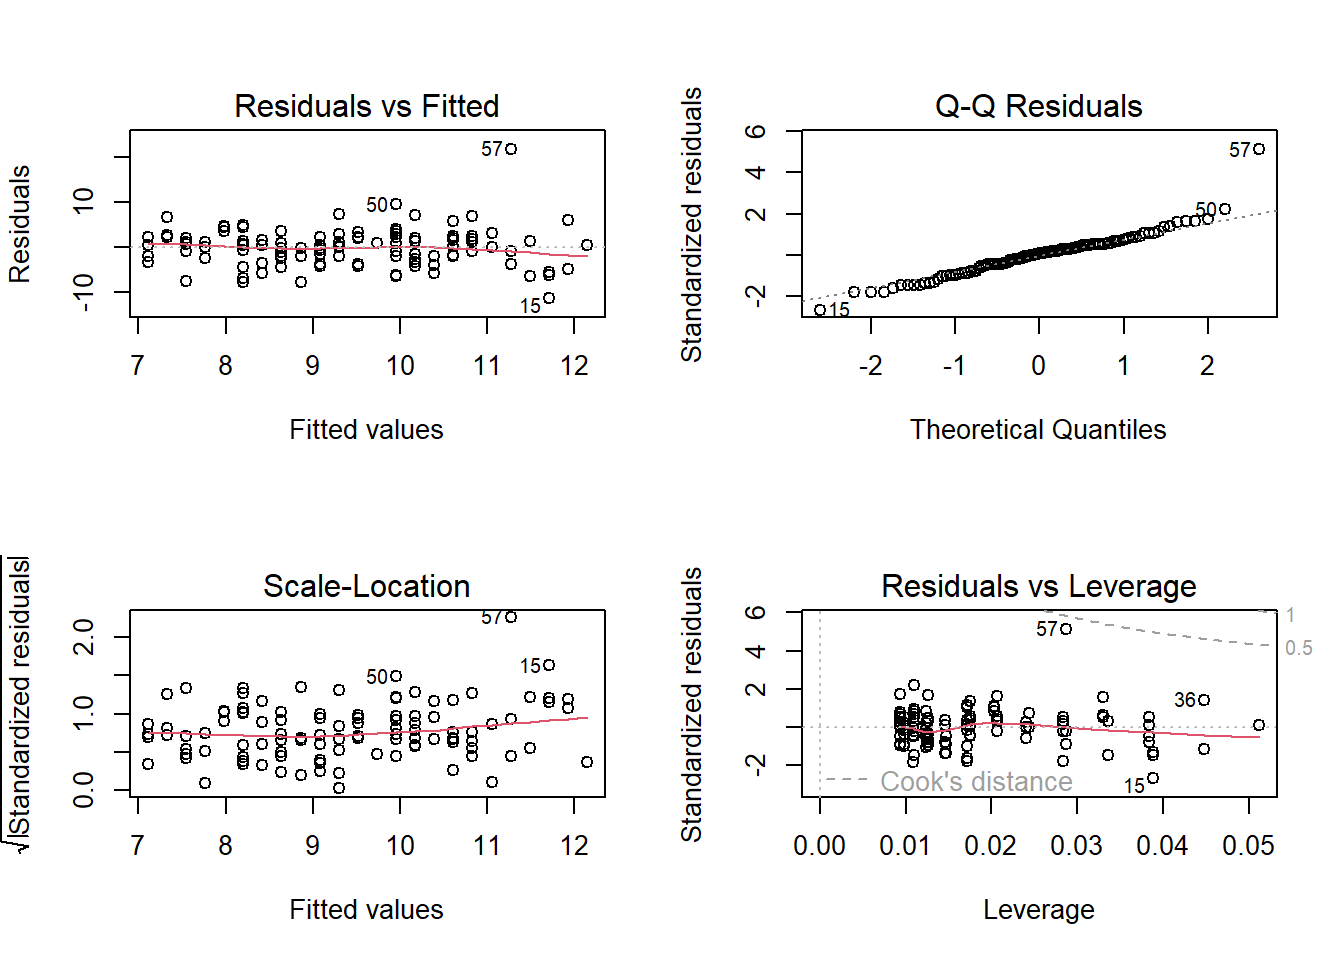 Residuals vs Fitted
Residuals
-10
10
57
50
15
7 8 9 10 11 12
Fitted values
Q-Q Residuals
Standardized residuals
-2
2
4
6
57
50
15
-2 -1 0 1 2
Theoretical Quantiles
Scale-Location
√|Standardized residuals|
0.0
1.0
2.0
57
15
50
7 8 9 10 11 12
Fitted values
Residuals vs Leverage
Standardized residuals
-2
2
4
6
57
1
0.5
36
15
Cook's distance
0.00 0.01 0.02 0.03 0.04 0.05
Leverage